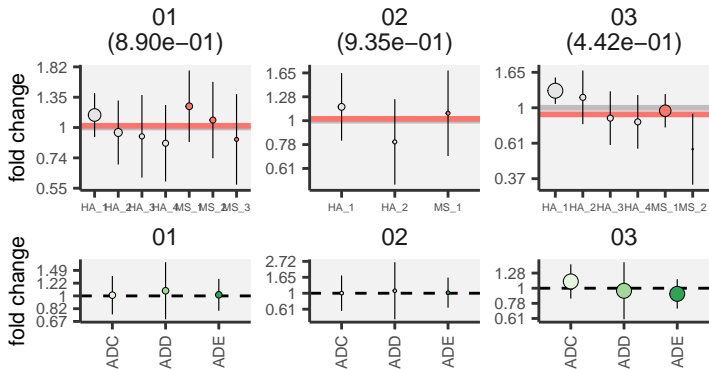 01 02 03
(8.90e−01) (9.35e−01) (4.42e−01)
fold change
1.82
1.35
1
0.74
0.55
HA_1 HA_2 HA_3 HA_4 MS_1 MS_2 MS_3
1.65
1.28
1
0.78
0.61
HA_1 HA_2 MS_1
1.65
1
0.61
0.37
HA_1 HA_2 HA_3 HA_4 MS_1 MS_2
01 02 03
fold change
1.49
1.22
1
0.82
0.67
ADC ADD ADE
2.72
1.65
1
0.61
ADC ADD ADE
1.28
1
0.78
0.61
ADC ADD ADE